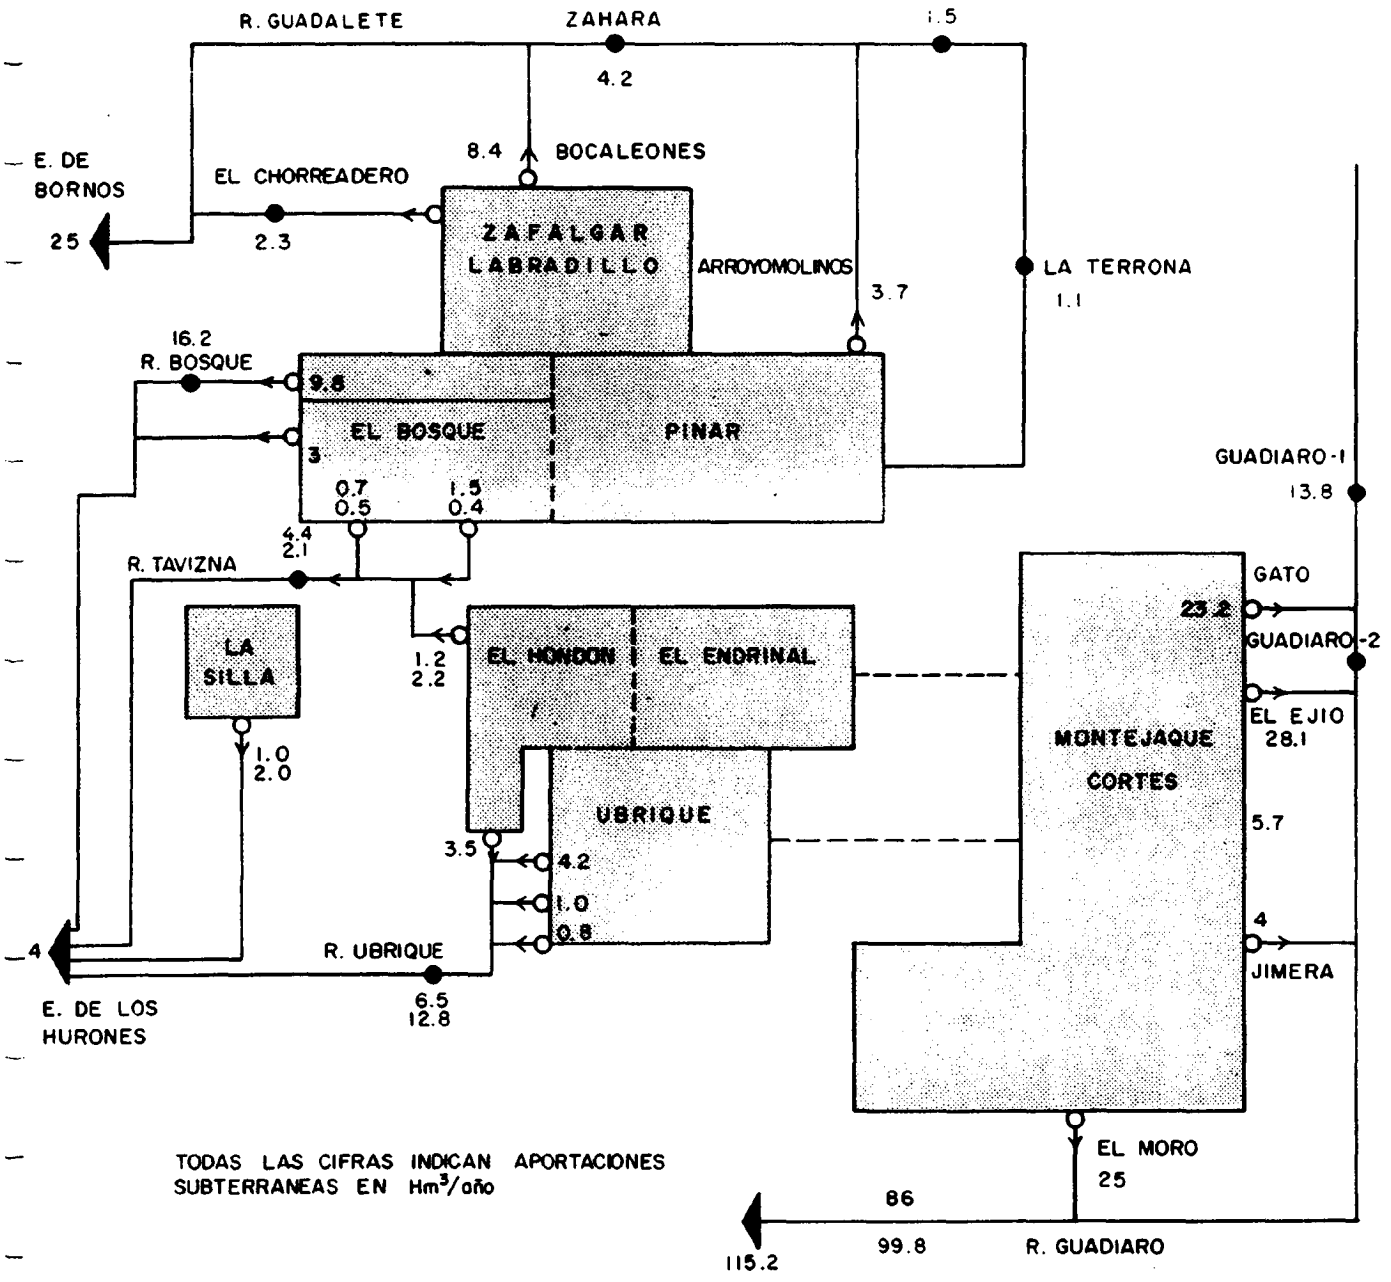 R. GUADALETE
ZAHARA
1.5
4.2
8.4
BOCALEONES
E. DE
BORNOS
25
EL CHORREADERO
2.3
ZAFALGAR
LABRADILLO
ARROYOMOLINOS
3.7
LA TERRONA
1.1
16.2
R. BOSQUE
9.8
EL BOSQUE
PINAR
3
0.7
0.5
1.5
0.4
4.4
2.1
R. TAVIZNA
GUADIARO-1
13.8
GATO
23.2
GUADIARO-2
LA
SILLA
1.2
2.2
EL HONDON
EL ENDRINAL
EL EJIO
28.1
MONTEJAQUE
CORTES
1.0
2.0
UBRIQUE
5.7
3.5
4.2
1.0
0.8
4
JIMERA
4
R. UBRIQUE
6.5
12.8
E. DE LOS
HURONES
EL MORO
25
TODAS LAS CIFRAS INDICAN APORTACIONES
SUBTERRANEAS EN Hm³/año
86
99.8
R. GUADIARO
115.2